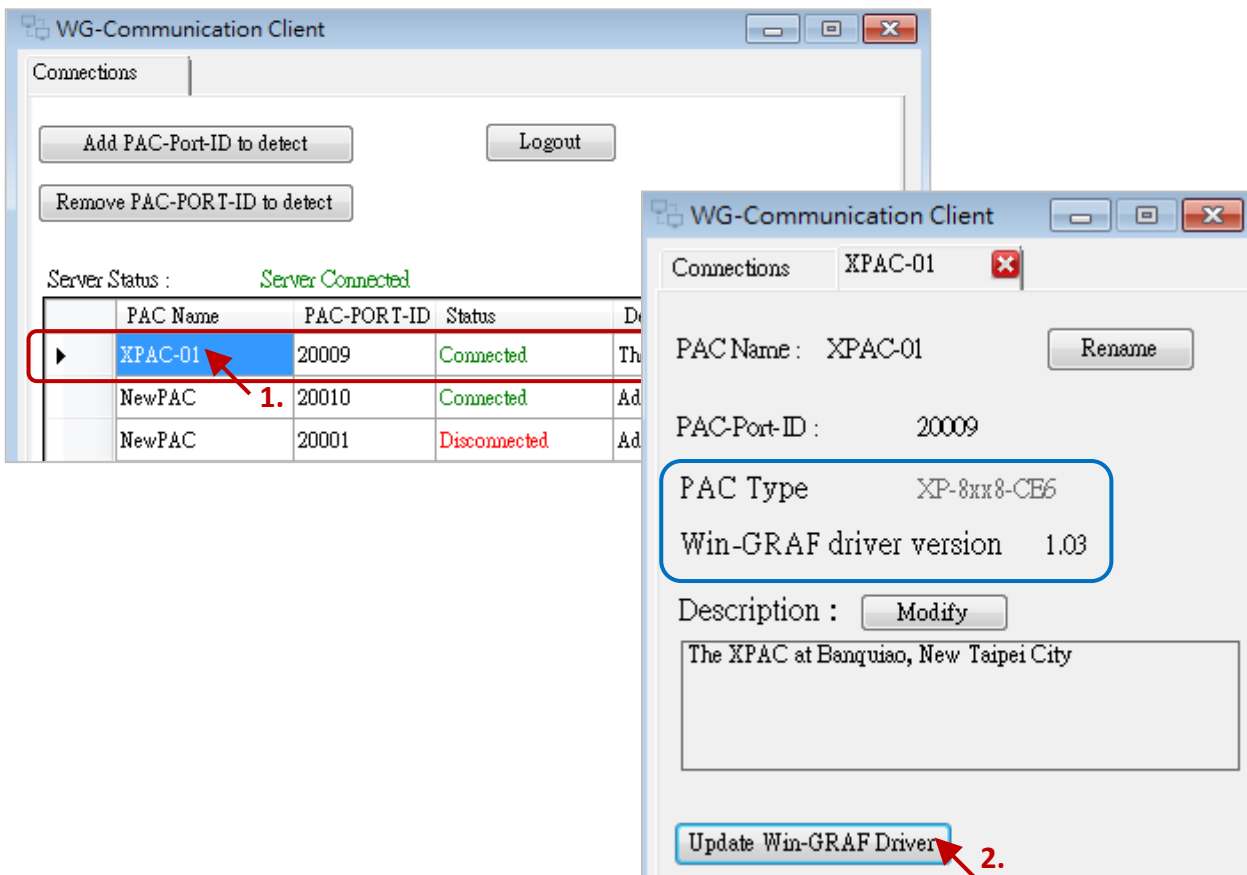 WG-Communication Client
Connections
Add PAC-Port-ID to detect
Logout
Remove PAC-PORT-ID to detect
Server Status : Server Connected
PAC Name PAC-PORT-ID Status
XPAC-01 20009 Connected
1.
NewPAC 20010 Connected
NewPAC 20001 Disconnected
WG-Communication Client
Connections XPAC-01
PAC Name : XPAC-01 Rename
PAC-Port-ID : 20009
PAC Type XP-8xx8-CE6
Win-GRAF driver version 1.03
Description : Modify
The XPAC at Banquiao, New Taipei City
Update Win-GRAF Driver
2.